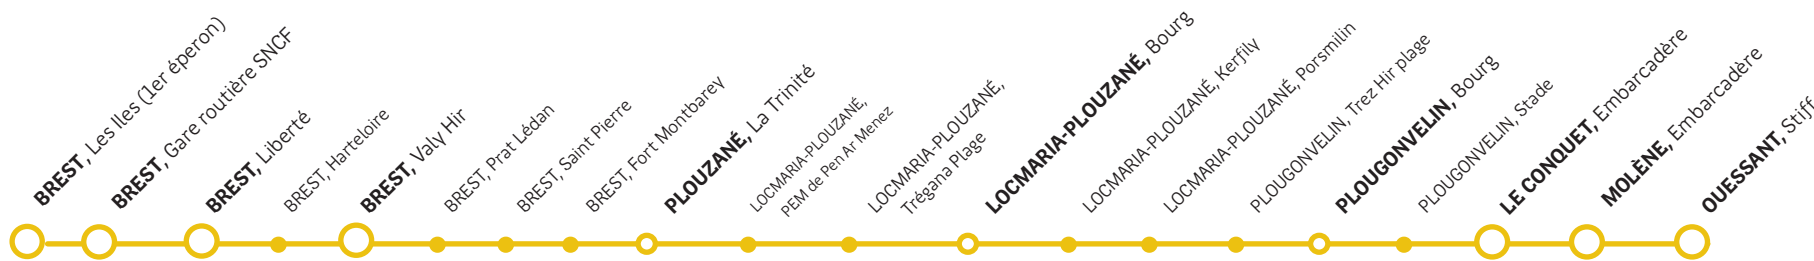 BREST, Les Iles (1er éperon)
BREST, Gare routière SNCF
BREST, Liberté
BREST, Harteloire
BREST, Valy Hir
BREST, Prat Lédan
BREST, Saint Pierre
BREST, Fort Montbarey
PLOUZANÉ, La Trinité
LOCMARIA-PLOUZANÉ,
PEM de Pen Ar Menez
LOCMARIA-PLOUZANÉ,
Trégana Plage
LOCMARIA-PLOUZANÉ, Bourg
LOCMARIA-PLOUZANÉ, Kerfily
LOCMARIA-PLOUZANÉ, Porsmilin
PLOUGONVELIN, Trez Hir plage
PLOUGONVELIN, Bourg
PLOUGONVELIN, Stade
LE CONQUET, Embarcadère
MOLÈNE, Embarcadère
OUESSANT, Stiff